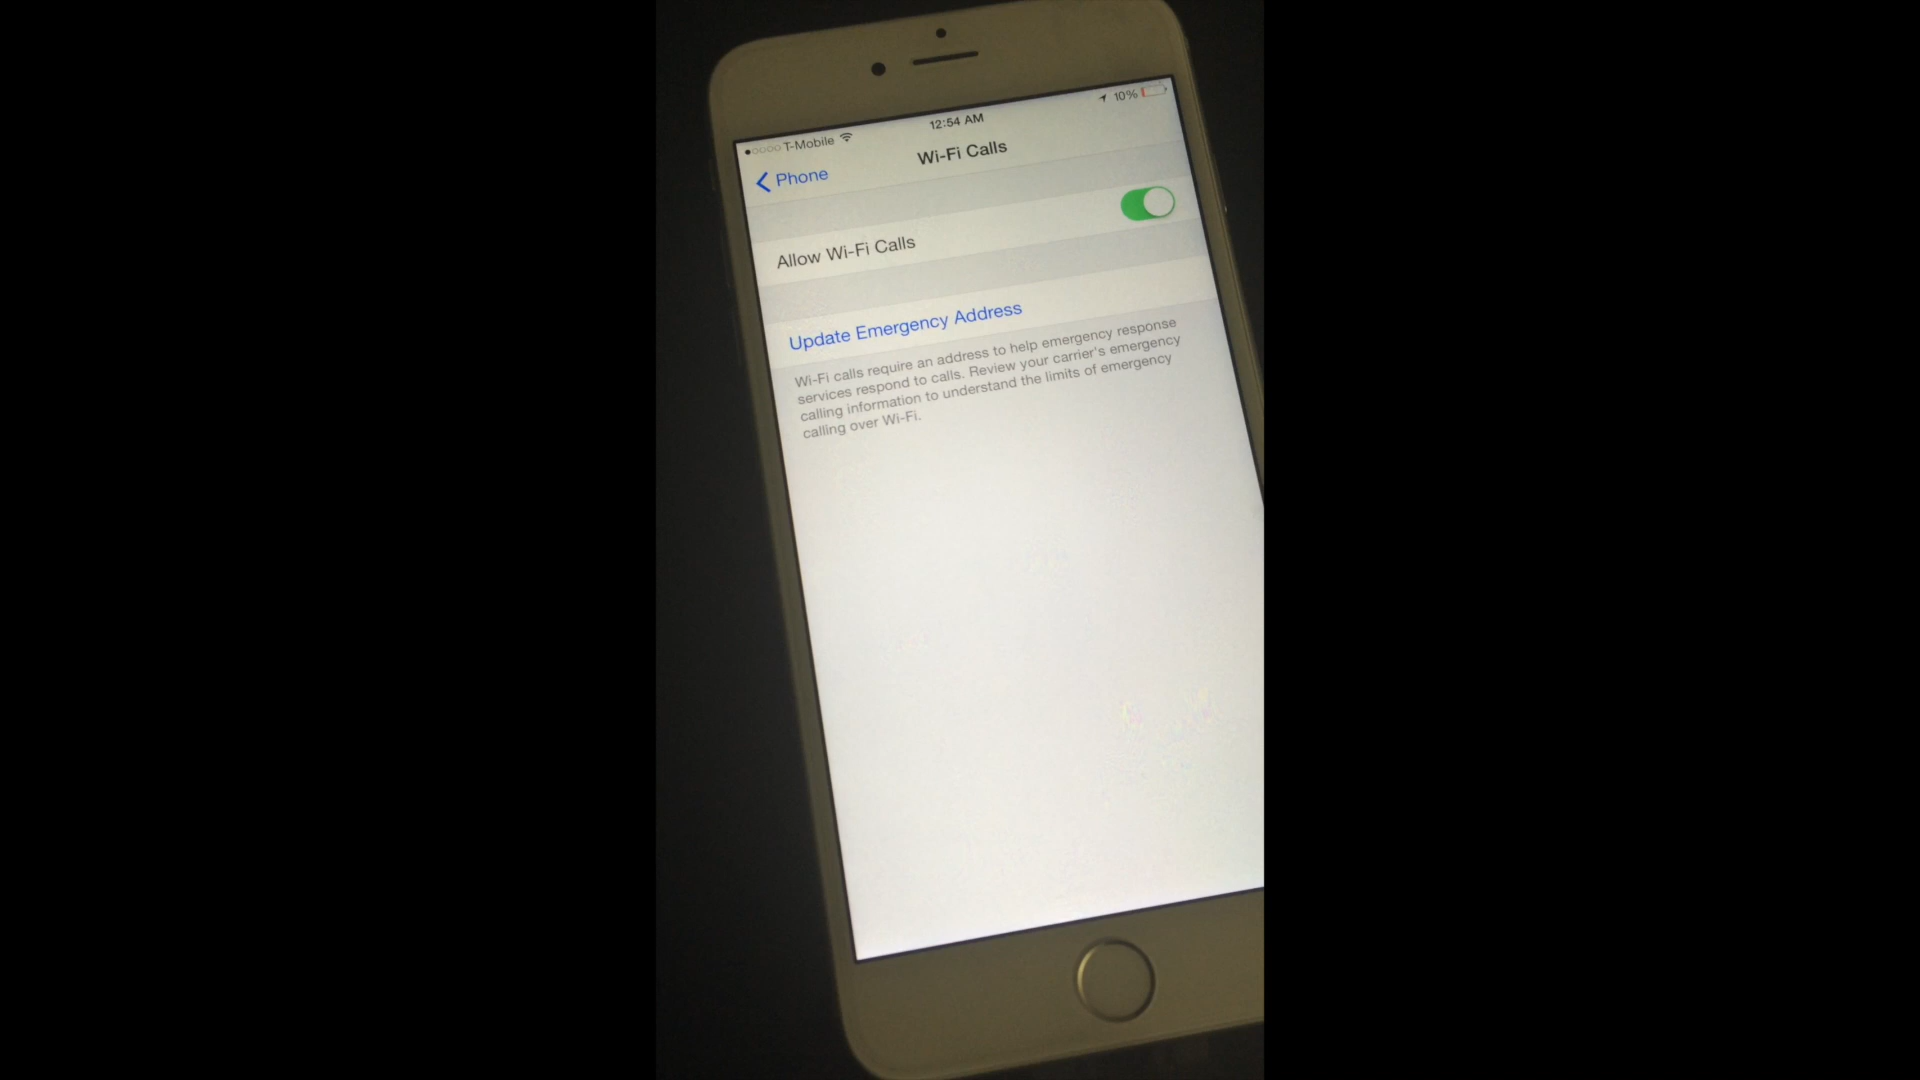 T-Mobile 12:54 AM 10%
Phone Wi-Fi Calls
Allow Wi-Fi Calls
Update Emergency Address
Wi-Fi calls require an address to help emergency response
services respond to calls. Review your carrier's emergency
calling information to understand the limits of emergency
calling over Wi-Fi.